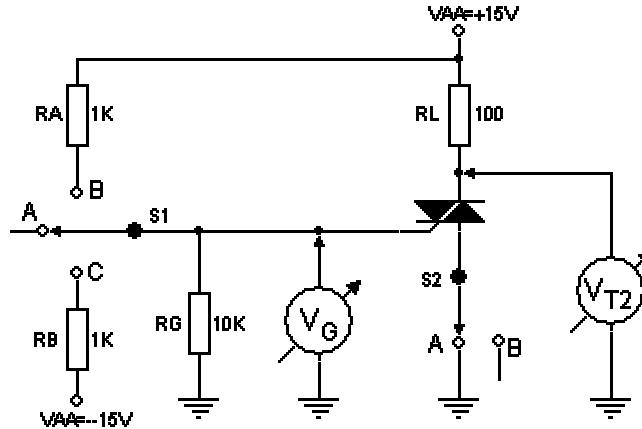 VAA=+15V
RA 1K
RL 100
B
A
S1
C
S2
RG 10K
VG
VT2
RB 1K
A
B
VAA=--15V